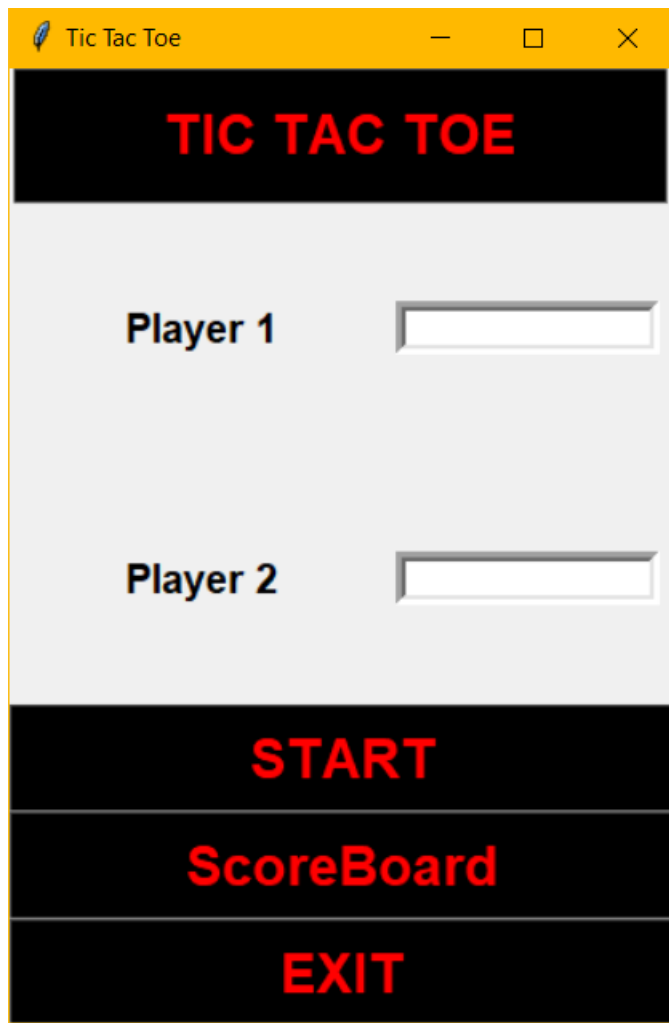 Tic Tac Toe
TIC TAC TOE
Player 1
Player 2
START
ScoreBoard
EXIT